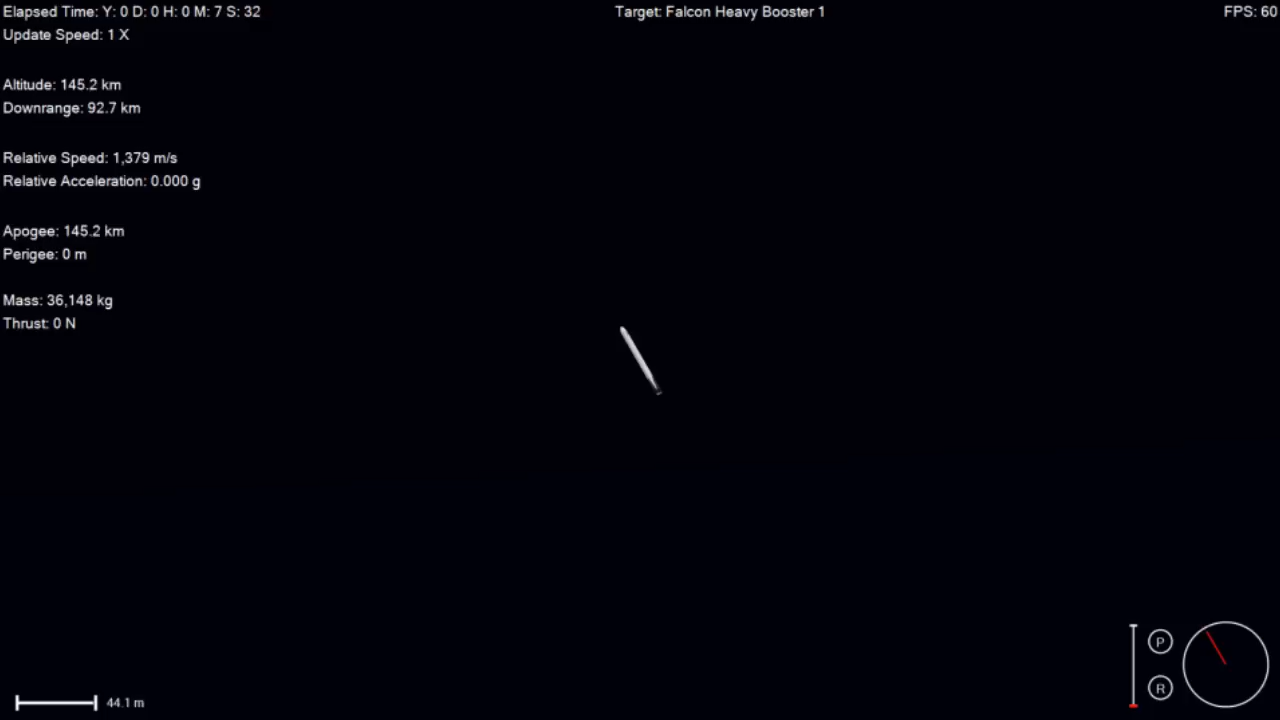 Elapsed Time: Y: 0 D: 0 H: 0 M: 7 S: 32
Target: Falcon Heavy Booster 1
FPS: 60
Update Speed: 1 X
Altitude: 145.2 km
Downrange: 92.7 km
Relative Speed: 1,379 m/s
Relative Acceleration: 0.000 g
Apogee: 145.2 km
Perigee: 0 m
Mass: 36,148 kg
Thrust: 0 N
P
R
44.1 m